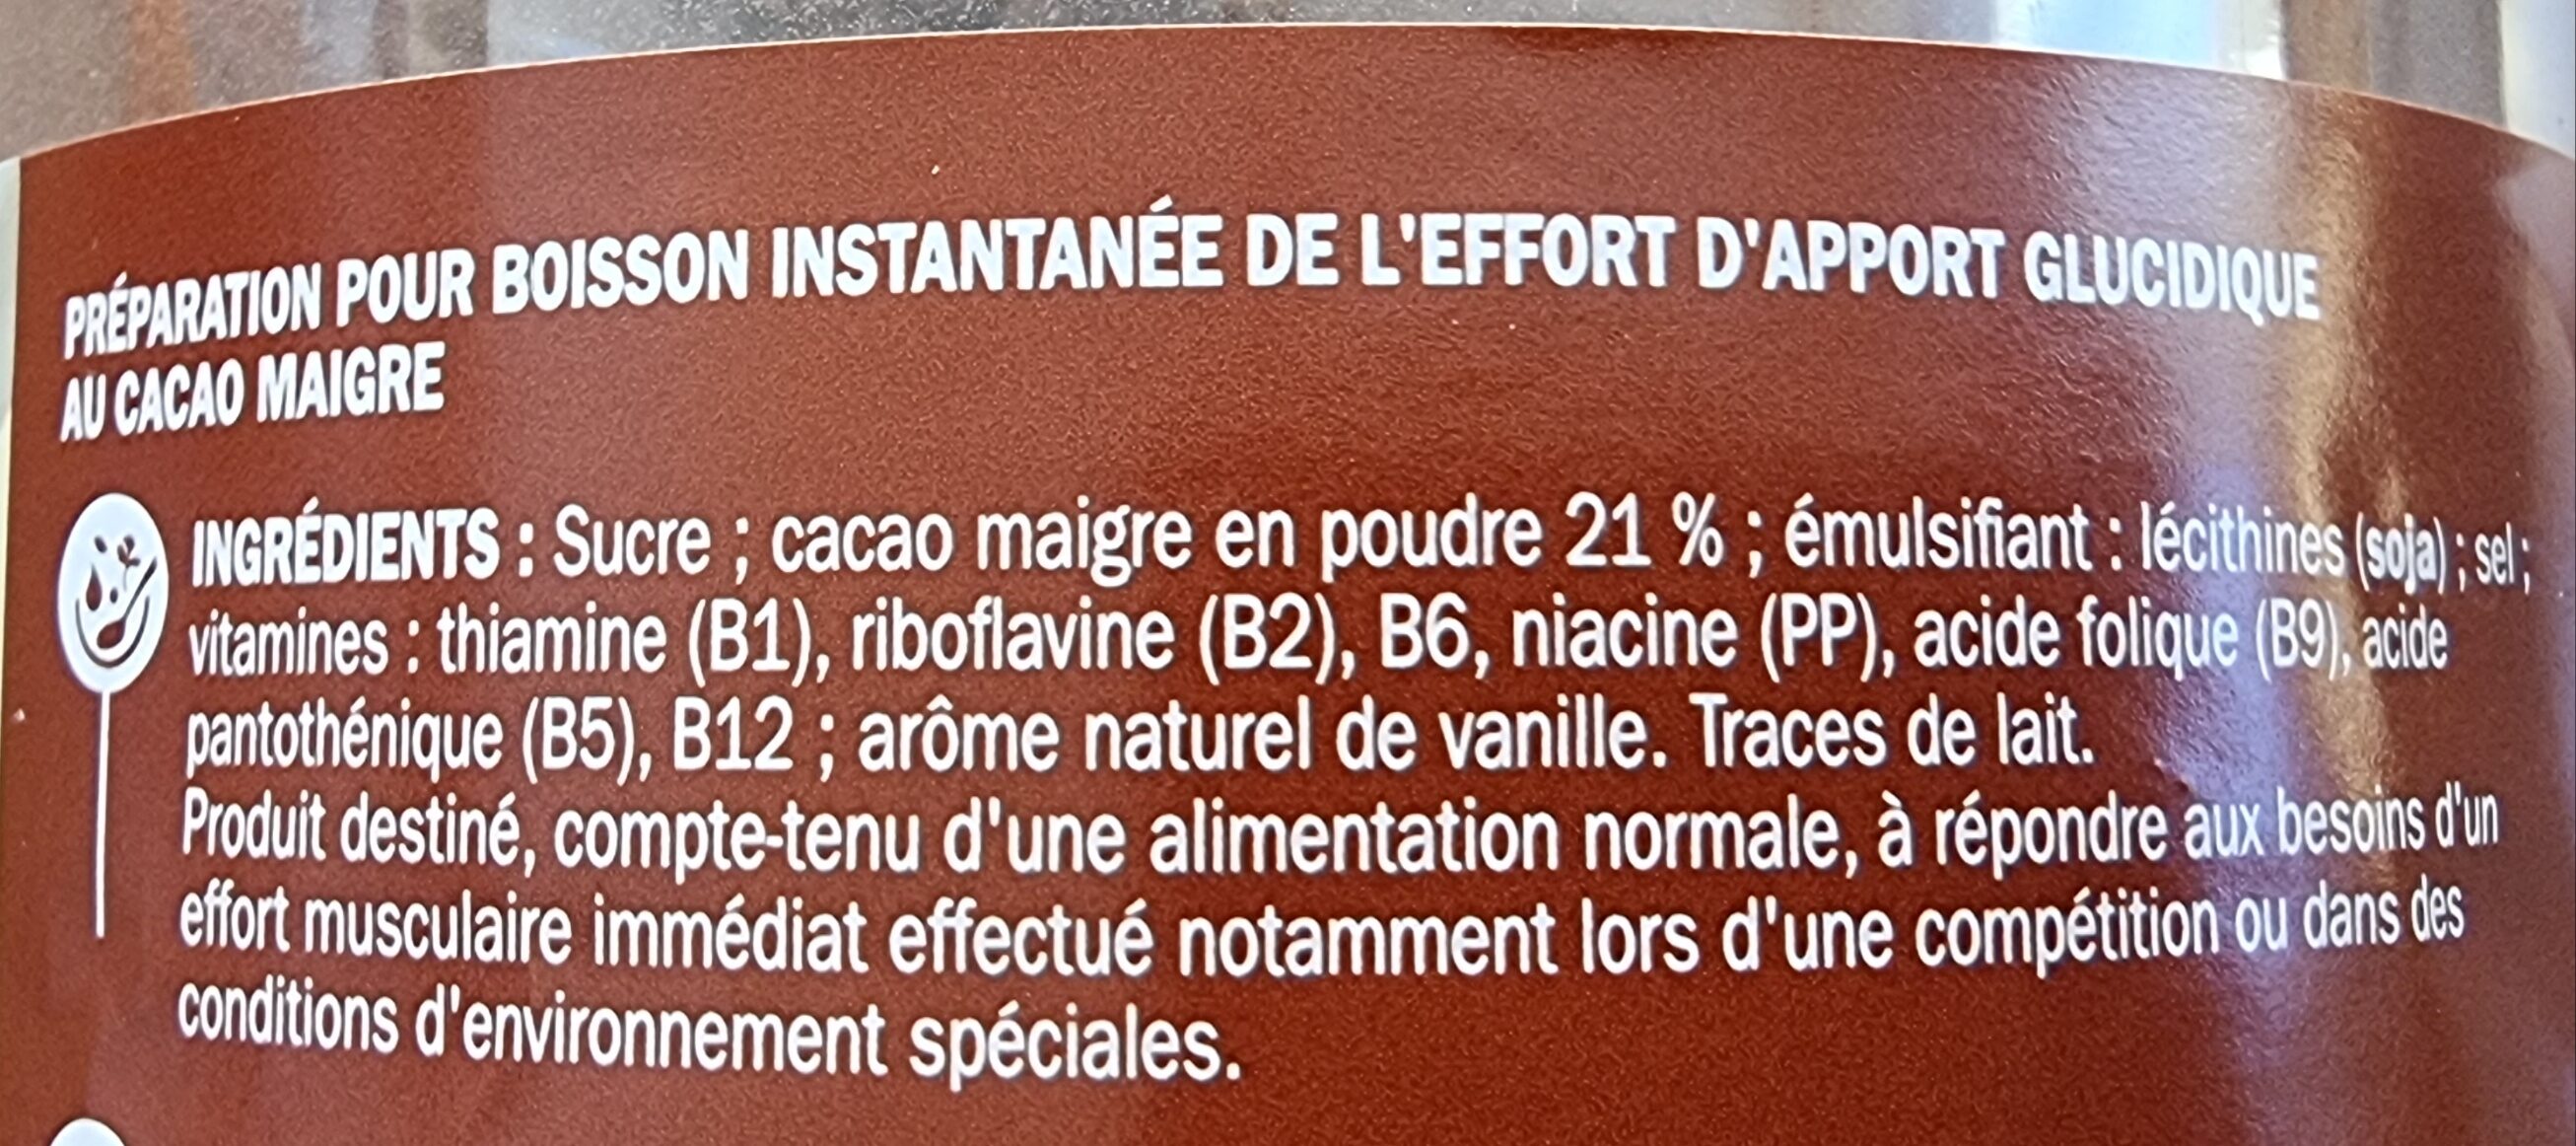 PRÉPARATION POUR BOISSON INSTANTANÉE DE L'EFFORT D'APPORT GLUCIDIQUE
AU CACAO MAIGRE
INGRÉDIENTS : Sucre ; cacao maigre en poudre 21 % ; émulsifiant : lécithines (soja) ; sel ;
vitamines : thiamine (B1), riboflavine (B2), B6, niacine (PP), acide folique (B9), acide
pantothénique (B5), B12 ; arôme naturel de vanille. Traces de lait.
Produit destiné, compte-tenu d'une alimentation normale, à répondre aux besoins d'un
effort musculaire immédiat effectué notamment lors d'une compétition ou dans des
conditions d'environnement spéciales.